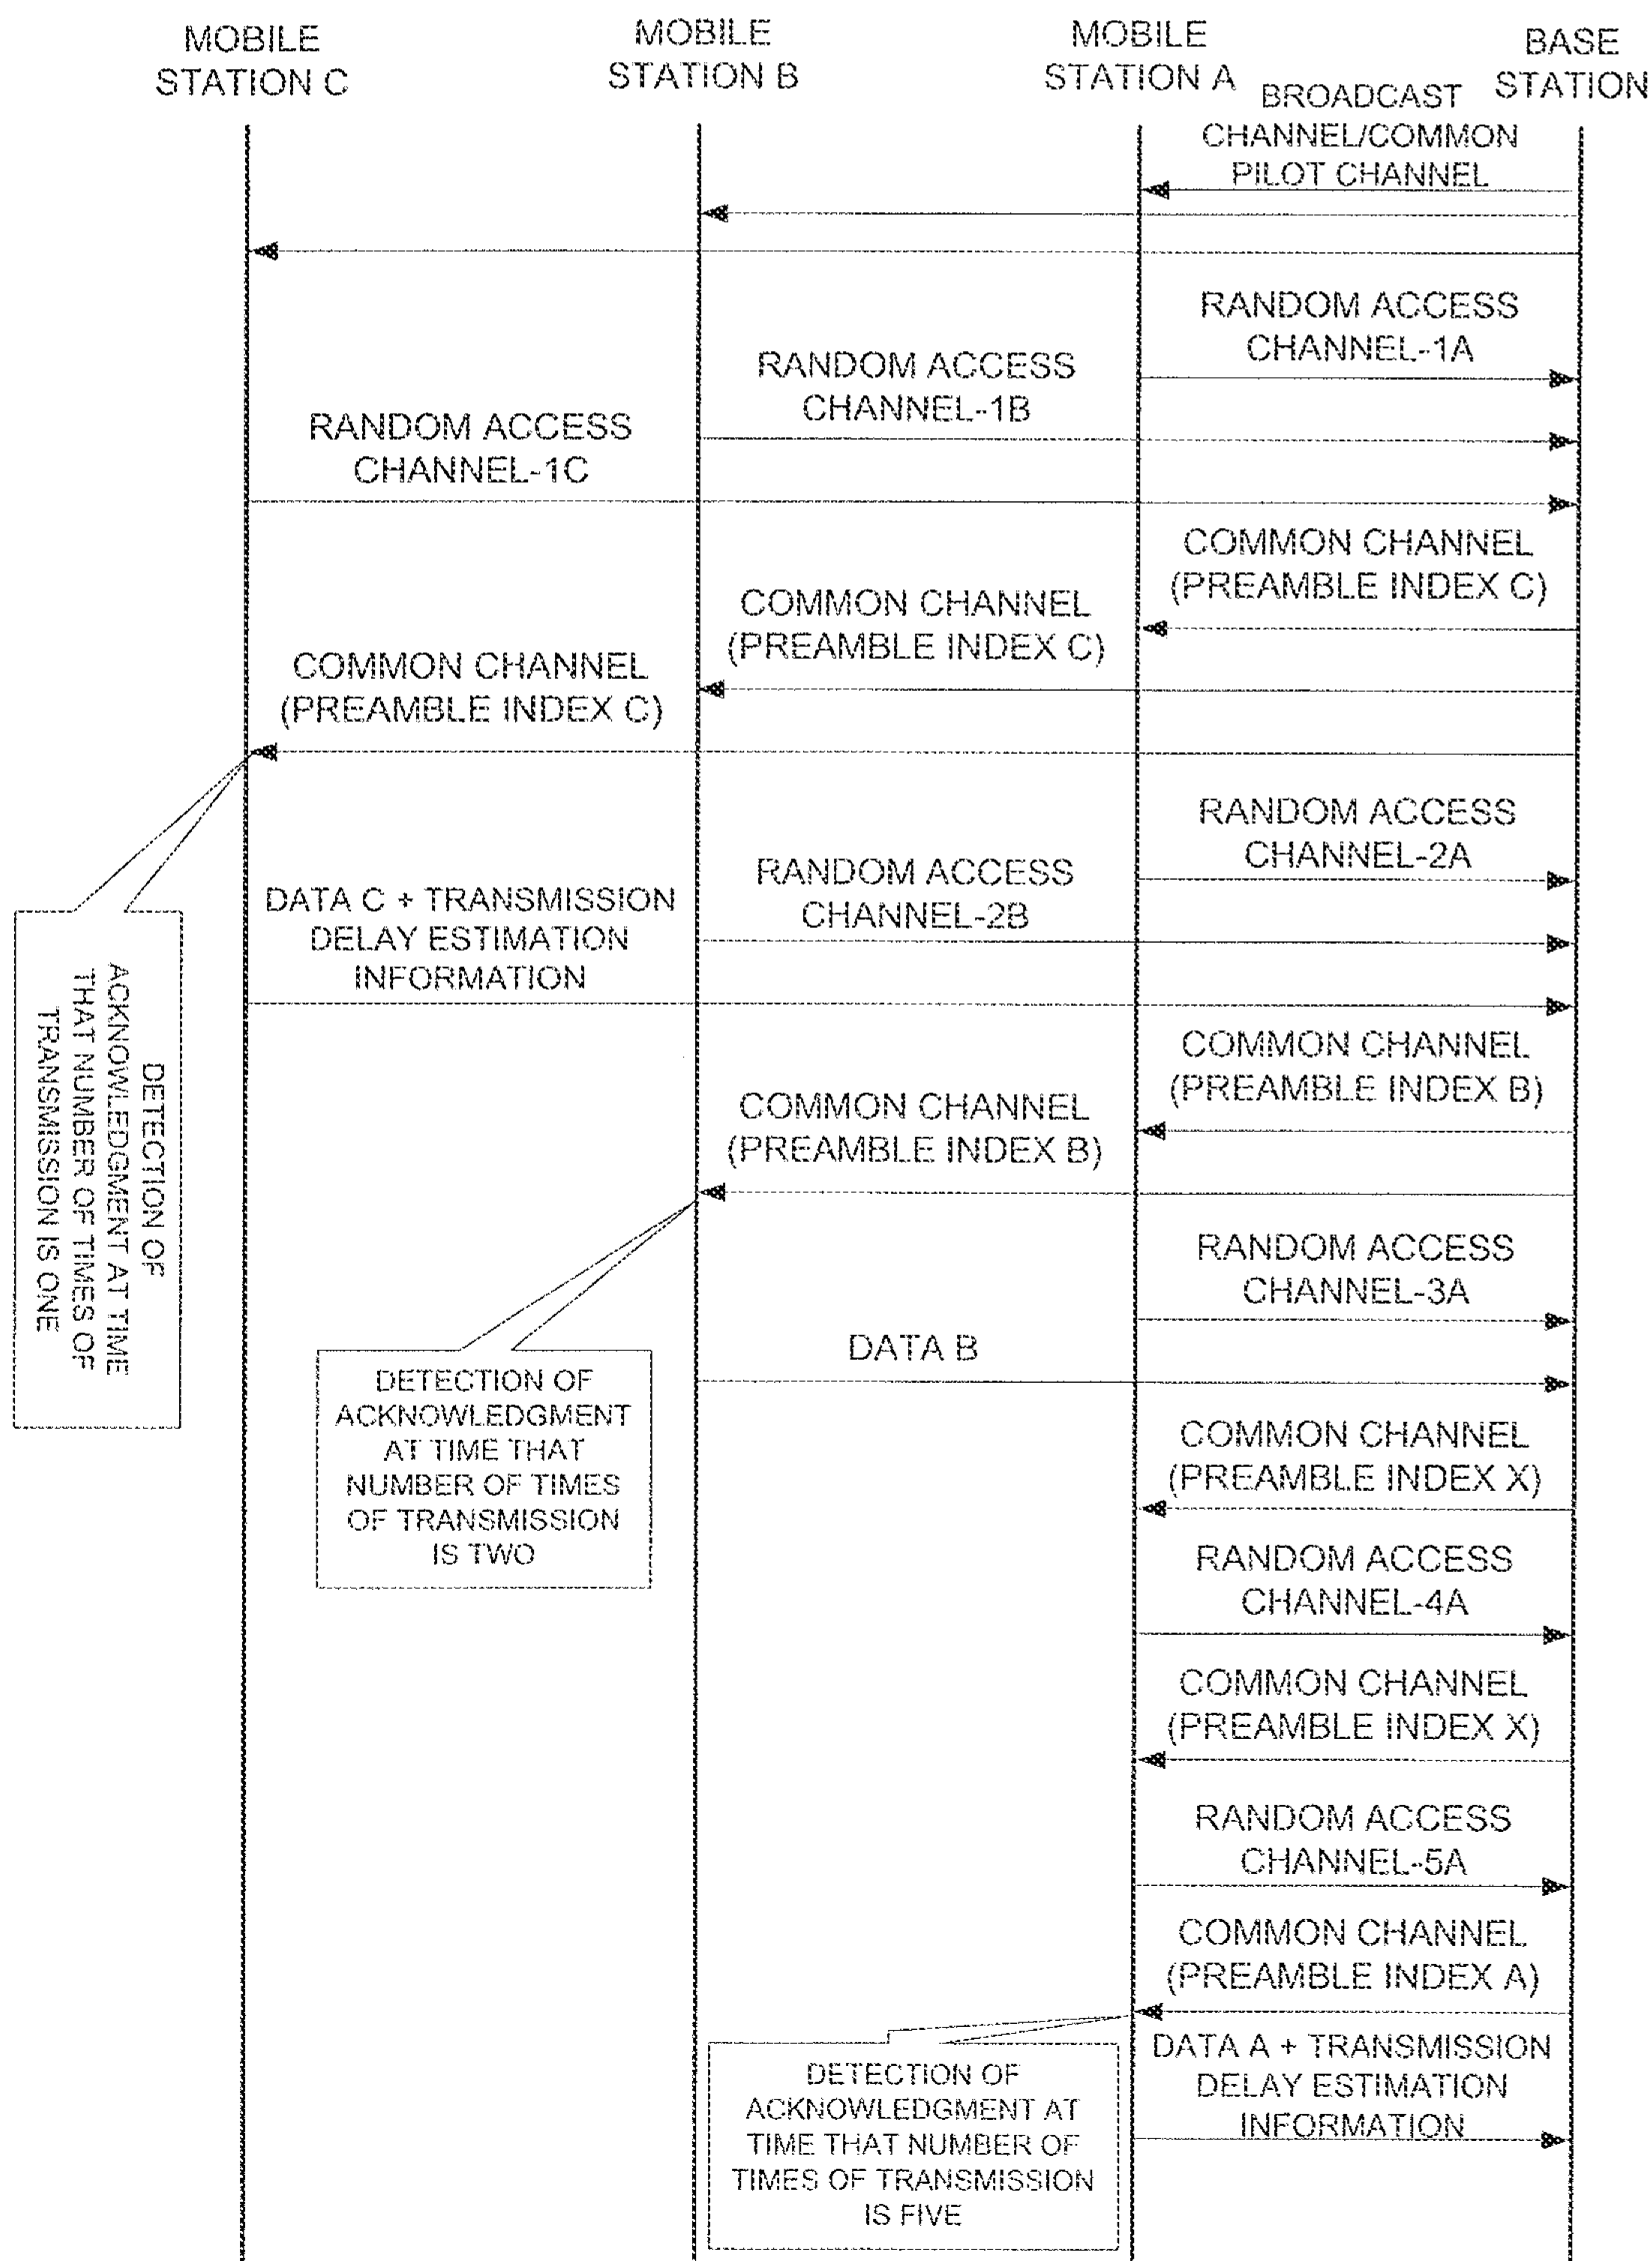 MOBILE
STATION C
MOBILE
STATION B
MOBILE
STATION A
BASE
STATION
BROADCAST
CHANNEL/COMMON
PILOT CHANNEL
RANDOM ACCESS
CHANNEL-1A
RANDOM ACCESS
CHANNEL-1B
RANDOM ACCESS
CHANNEL-1C
COMMON CHANNEL
(PREAMBLE INDEX C)
COMMON CHANNEL
(PREAMBLE INDEX C)
COMMON CHANNEL
(PREAMBLE INDEX C)
RANDOM ACCESS
CHANNEL-2A
RANDOM ACCESS
CHANNEL-2B
DATA C + TRANSMISSION
DELAY ESTIMATION
INFORMATION
DETECTION OF
ACKNOWLEDGMENT AT TIME
THAT NUMBER OF TIMES OF
TRANSMISSION IS ONE
COMMON CHANNEL
(PREAMBLE INDEX B)
COMMON CHANNEL
(PREAMBLE INDEX B)
RANDOM ACCESS
CHANNEL-3A
DATA B
DETECTION OF
ACKNOWLEDGMENT
AT TIME THAT
NUMBER OF TIMES
OF TRANSMISSION
IS TWO
COMMON CHANNEL
(PREAMBLE INDEX X)
RANDOM ACCESS
CHANNEL-4A
COMMON CHANNEL
(PREAMBLE INDEX X)
RANDOM ACCESS
CHANNEL-5A
COMMON CHANNEL
(PREAMBLE INDEX A)
DATA A + TRANSMISSION
DELAY ESTIMATION
INFORMATION
DETECTION OF
ACKNOWLEDGMENT AT
TIME THAT NUMBER OF
TIMES OF TRANSMISSION
IS FIVE